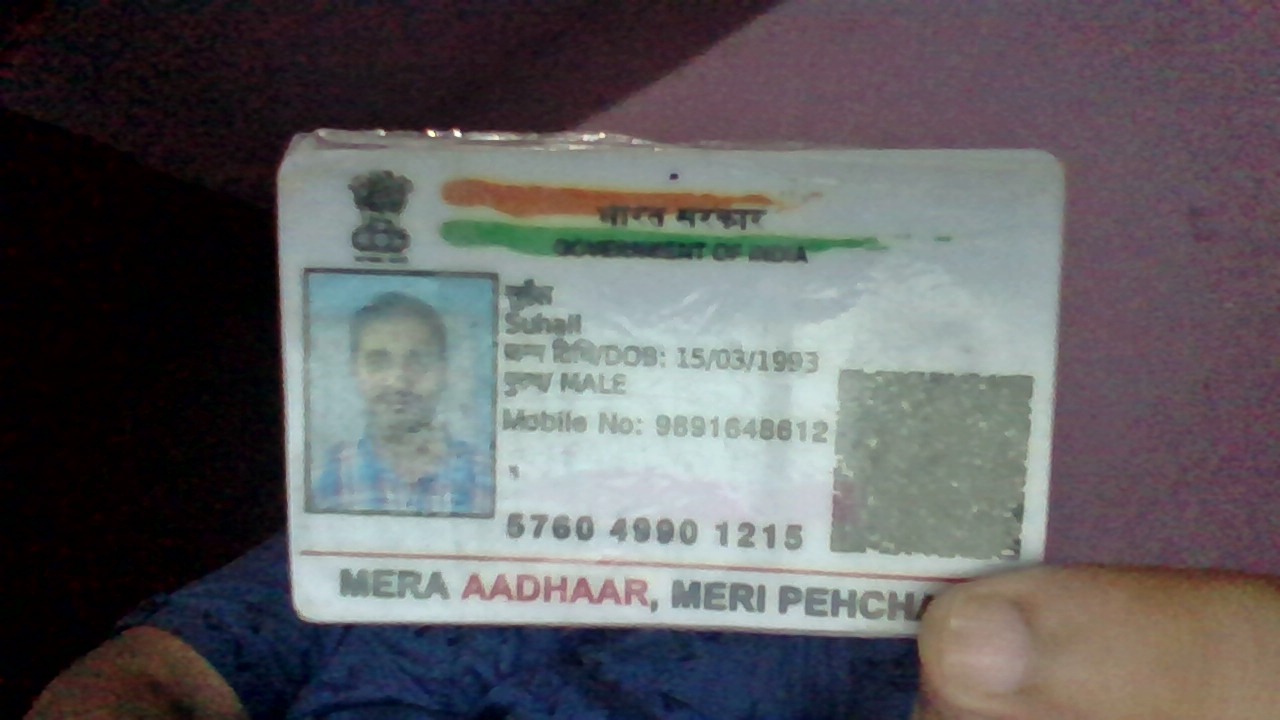 भारत सरकार
GOVERNMENT OF INDIA
Suhail
जन्म तिथि/DOB: 15/03/1993
पुरुष/ MALE
Mobile No: 9891648612
5760 4990 1215
MERA AADHAAR, MERI PEHCHA